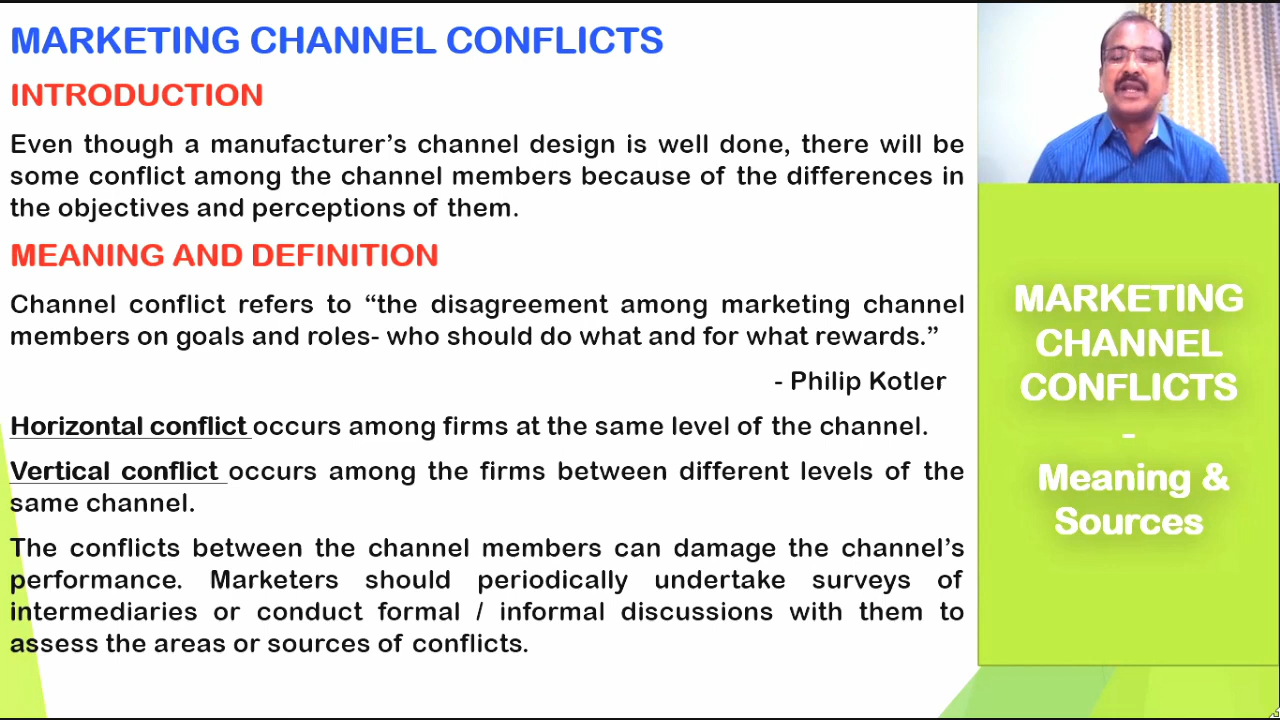 MARKETING CHANNEL CONFLICTS
INTRODUCTION
Even though a manufacturer’s channel design is well done, there will be
some conflict among the channel members because of the differences in
the objectives and perceptions of them.
MEANING AND DEFINITION
Channel conflict refers to “the disagreement among marketing channel
members on goals and roles- who should do what and for what rewards.”
- Philip Kotler
Horizontal conflict occurs among firms at the same level of the channel.
Vertical conflict occurs among the firms between different levels of the
same channel.
The conflicts between the channel members can damage the channel’s
performance. Marketers should periodically undertake surveys of
intermediaries or conduct formal / informal discussions with them to
assess the areas or sources of conflicts.
MARKETING
CHANNEL
CONFLICTS
-
Meaning &
Sources